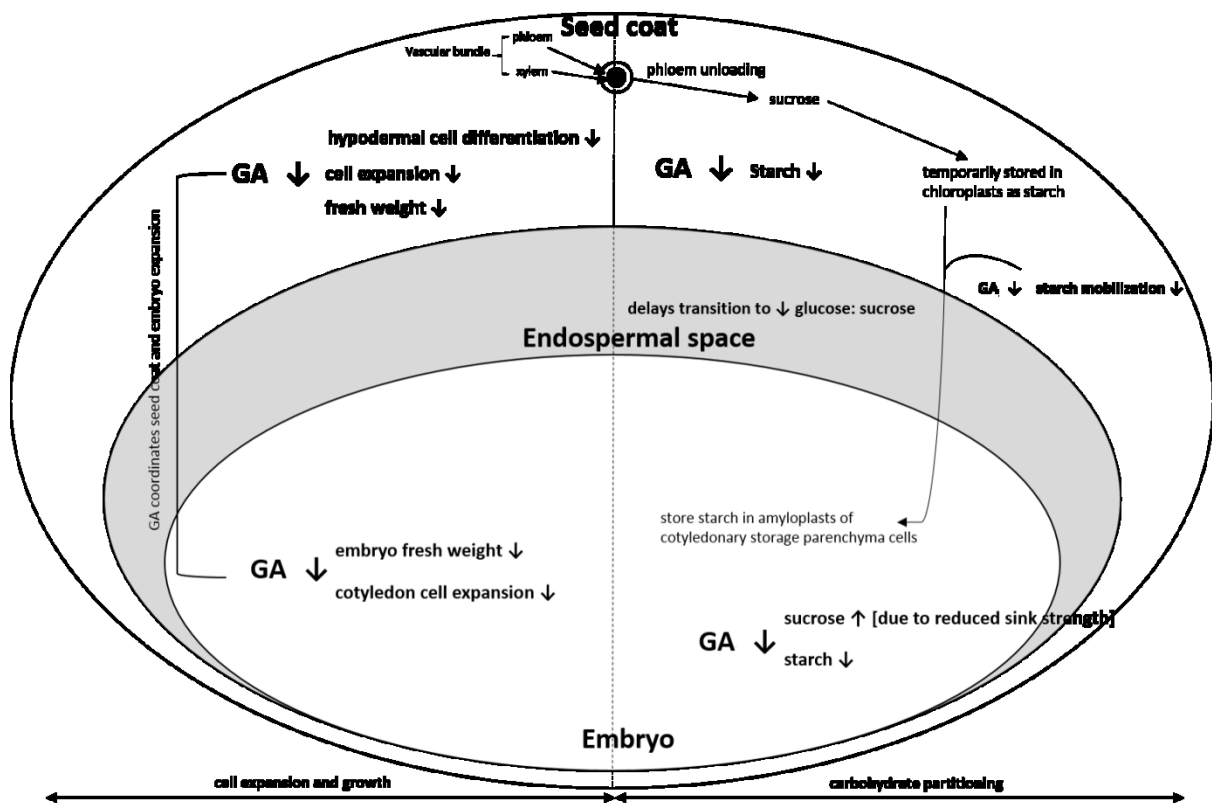 Seed coat
Vascular bundle
phloem
xylem
phloem unloading
sucrose
hypodermal cell differentiation ↓
GA ↓ cell expansion ↓
fresh weight ↓
GA ↓ Starch ↓
temporarily stored in
chloroplasts as starch
GA ↓ starch mobilization ↓
GA coordinates seed coat and embryo expansion
delays transition to ↓ glucose: sucrose
Endospermal space
store starch in amyloplasts of
cotyledonary storage parenchyma cells
GA ↓ embryo fresh weight ↓
cotyledon cell expansion ↓
GA ↓ sucrose ↑ [due to reduced sink strength]
starch ↓
Embryo
cell expansion and growth
carbohydrate partitioning